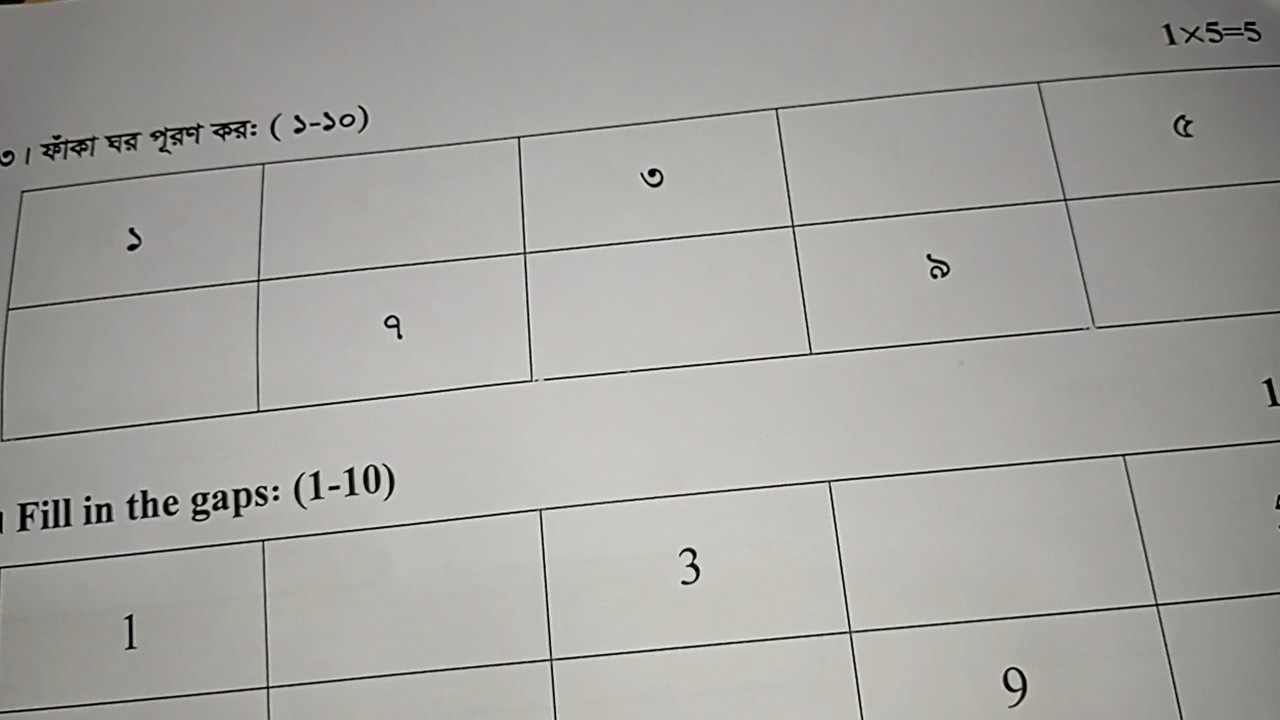 1×5=5
৩। ফাঁকা ঘর পূরণ করঃ ( ১-১০)
১ ৩ ৫
৭ ৯
1
Fill in the gaps: (1-10)
1 3
9